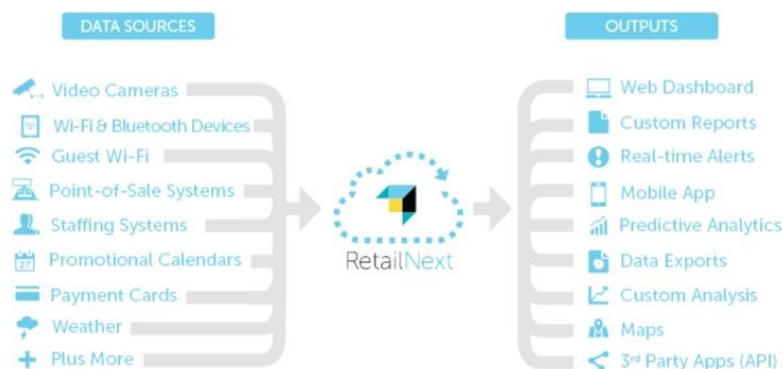 DATA SOURCES
Video Cameras
Wi-Fi & Bluetooth Devices
Guest Wi-Fi
Point-of-Sale Systems
Staffing Systems
27
Promotional Calendars
Payment Cards
Weather
Plus More
RetailNext
OUTPUTS
Web Dashboard
Custom Reports
Real-time Alerts
Mobile App
Predictive Analytics
Data Exports
Custom Analysis
Maps
3rd Party Apps (API)